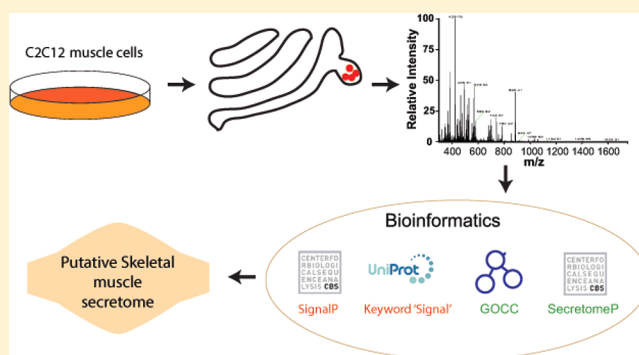 C2C12 muscle cells
Relative Intensity
100
75
50
25
0
400 600 800 1000 1200 1400 1600
m/z
Bioinformatics
CENTERFO
RBIOLOGI
CALSEQU
ENCEANA
LYSIS CBS
SignalP
UniProt
Keyword 'Signal'
GOCC
CENTERFO
RBIOLOGI
CALSEQU
ENCEANA
LYSIS CBS
SecretomeP
Putative Skeletal
muscle
secretome